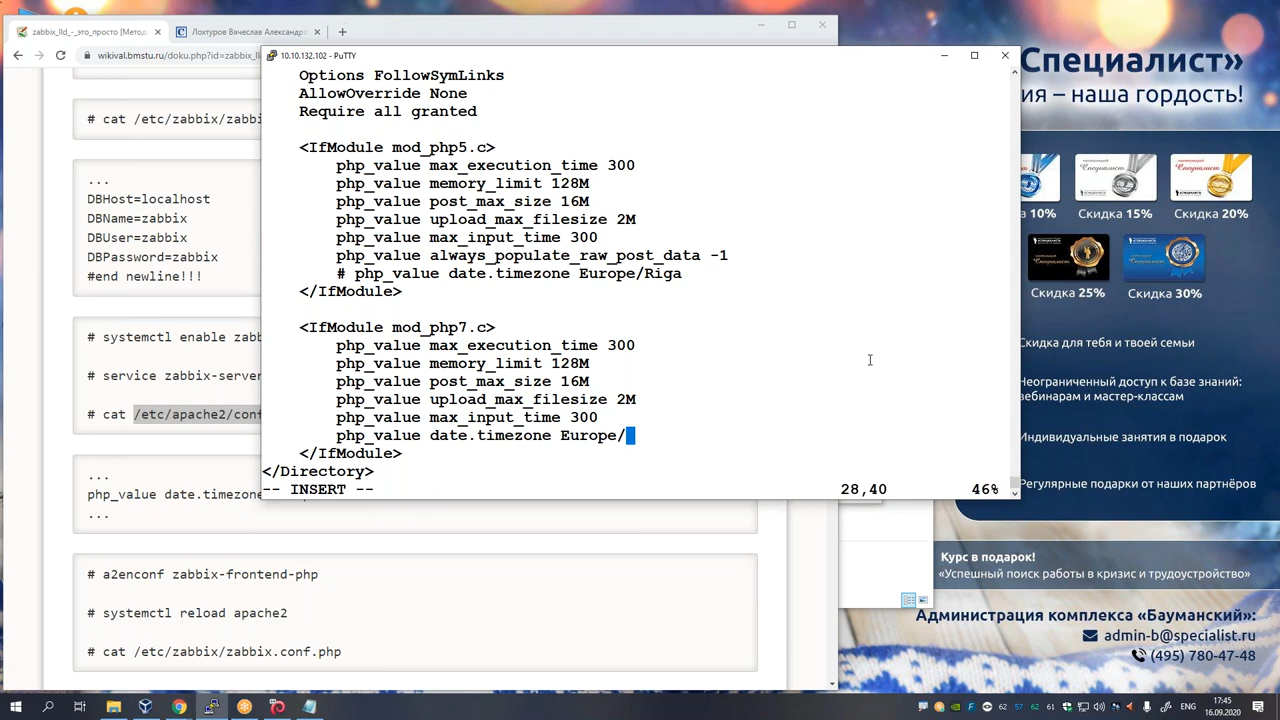 zabbix_lld_-_это_просто [Метод
Лохтуров Вячеслав Александро
wikival.bmstu.ru/doku.php?id=zabbix_l
10.10.132.102 - PuTTY
Options FollowSymLinks
AllowOverride None
Require all granted
<IfModule mod_php5.c>
php_value max_execution_time 300
php_value memory_limit 128M
php_value post_max_size 16M
php_value upload_max_filesize 2M
php_value max_input_time 300
php_value always_populate_raw_post_data -1
# php_value date.timezone Europe/Riga
</IfModule>
<IfModule mod_php7.c>
php_value max_execution_time 300
php_value memory_limit 128M
php_value post_max_size 16M
php_value upload_max_filesize 2M
php_value max_input_time 300
php_value date.timezone Europe/
</IfModule>
</Directory>
-- INSERT --
28,40
46%
# cat /etc/zabbix/zabbi
...
DBHost=localhost
DBName=zabbix
DBUser=zabbix
DBPassword=zabbix
#end newline!!!
# systemctl enable zabb
# service zabbix-server
# cat /etc/apache2/conf
...
php_value date.timezone
...
# a2enconf zabbix-frontend-php
# systemctl reload apache2
# cat /etc/zabbix/zabbix.conf.php
Специалист»
ия – наша гордость!
а 10%
Скидка 15%
Скидка 20%
Скидка 25%
Скидка 30%
Скидка для тебя и твоей семьи
Неограниченный доступ к базе знаний:
вебинарам и мастер-классам
Индивидуальные занятия в подарок
Регулярные подарки от наших партнёров
Курс в подарок!
«Успешный поиск работы в кризис и трудоустройство»
Администрация комплекса «Бауманский»:
admin-b@specialist.ru
(495) 780-47-48
62
57
62
61
17:45
16.09.2020